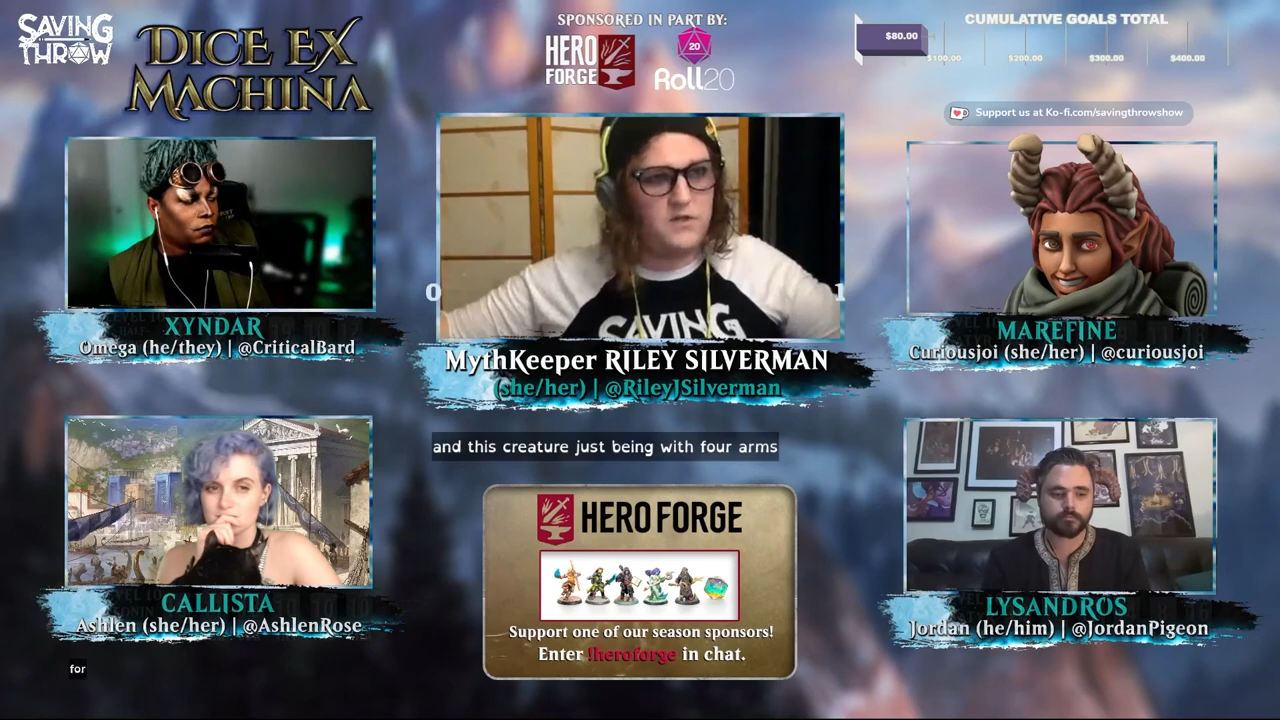 SAVING
THROW
DICE EX
MACHINA
SPONSORED IN PART BY:
HERO
FORGE
20
Roll20
CUMULATIVE GOALS TOTAL
$80.00
$100.00
$200.00
$300.00
$400.00
Support us at Ko-fi.com/savingthrowshow
0
1
SAVING
XYNDAR
Omega (he/they) | @CriticalBard
MythKeeper RILEY SILVERMAN
(she/her) | @RileyJSilverman
MAREFINE
Curiousjoi (she/her) | @curiousjoi
and this creature just being with four arms
HERO FORGE
Support one of our season sponsors!
Enter !heroforge in chat.
CALLISTA
Ashlen (she/her) | @AshlenRose
LYSANDROS
Jordan (he/him) | @JordanPigeon
for